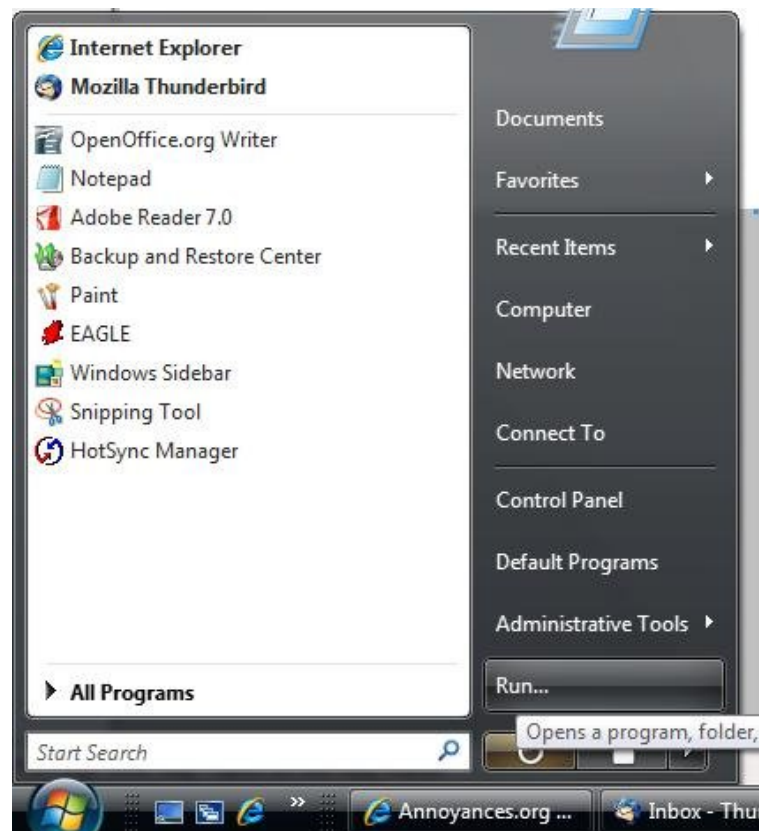 Internet Explorer
Mozilla Thunderbird
OpenOffice.org Writer
Notepad
Adobe Reader 7.0
Backup and Restore Center
Paint
EAGLE
Windows Sidebar
Snipping Tool
HotSync Manager
All Programs
Start Search
Documents
Favorites
Recent Items
Computer
Network
Connect To
Control Panel
Default Programs
Administrative Tools
Run...
Opens a program, folder,
Annoyances.org ...
Inbox - Thu